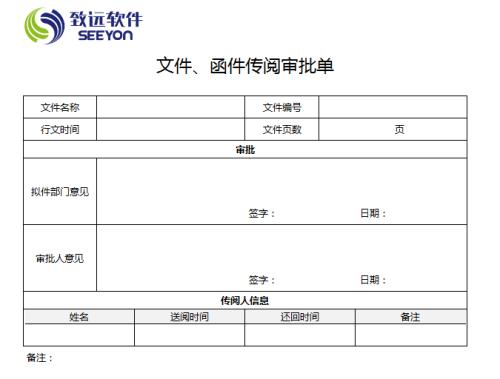 致远软件
SEEYON
文件、函件传阅审批单
文件名称 文件编号
行文时间 文件页数 页
审批
拟件部门意见
签字： 日期：
审批人意见
签字： 日期：
传阅人信息
姓名 送阅时间 还回时间 备注
备注：